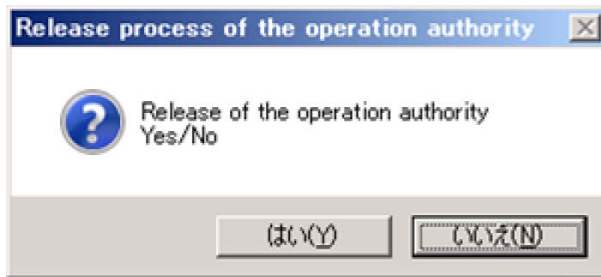 Release process of the operation authority
Release of the operation authority
Yes/No
はい(Y)
いいえ(N)